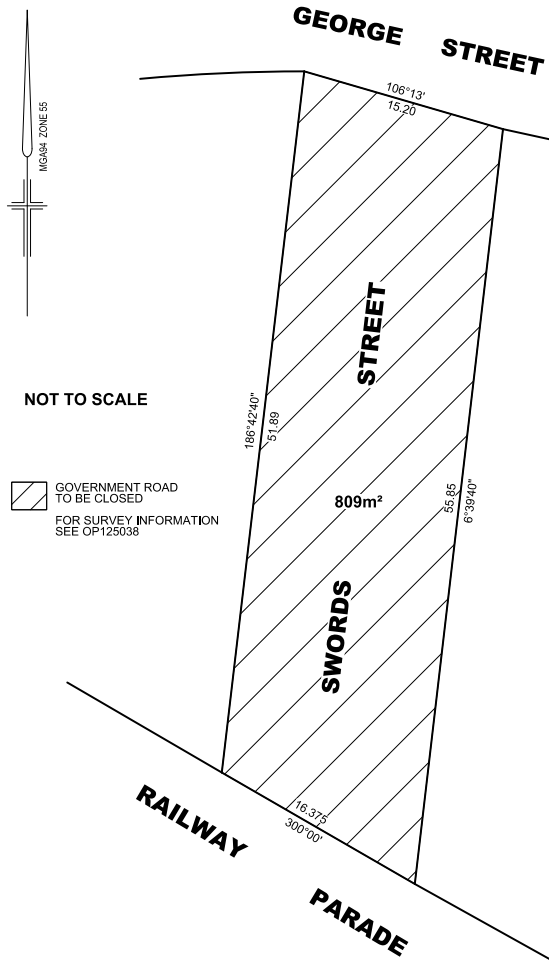 GEORGE STREET
MGA94 ZONE 55
106°13'
15.20
STREET
NOT TO SCALE
186°42'40"
51.89
GOVERNMENT ROAD
TO BE CLOSED
FOR SURVEY INFORMATION
SEE OP125038
809m²
55.85
6°39'40"
SWORDS
16.375
300°00'
RAILWAY PARADE